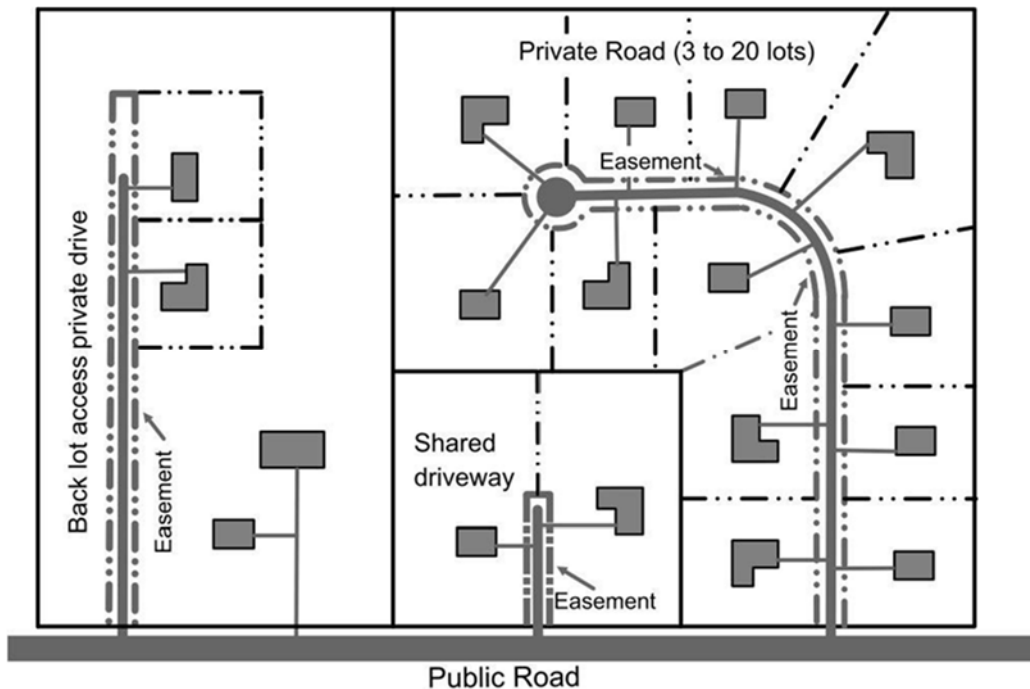 Private Road (3 to 20 lots)
Easement
Back lot access private drive
Easement
Easement
Shared
driveway
Easement
Public Road